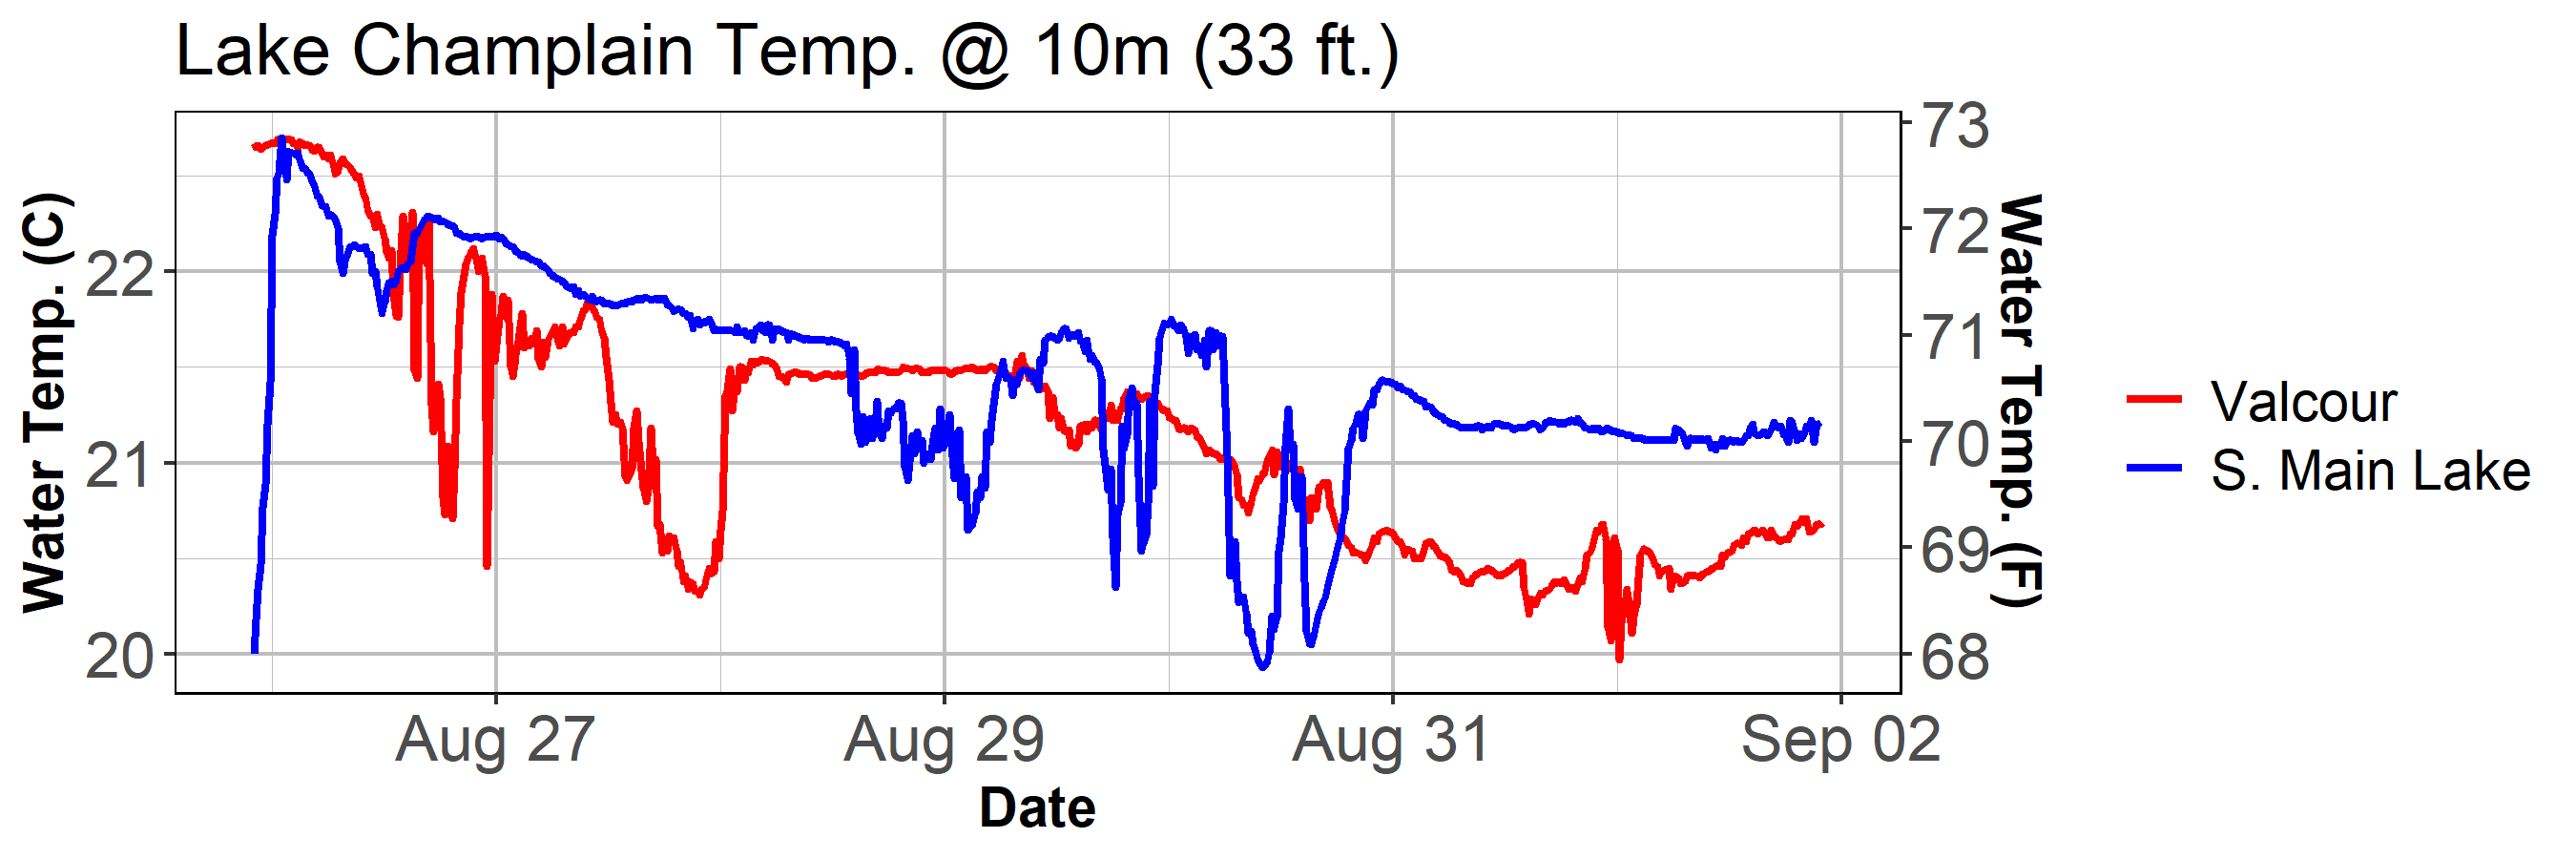 Lake Champlain Temp. @ 10m (33 ft.)
Water Temp. (C)
22
21
20
73
72
71
70
69
68
Water Temp. (F)
Aug 27
Aug 29
Aug 31
Sep 02
Date
Valcour
S. Main Lake